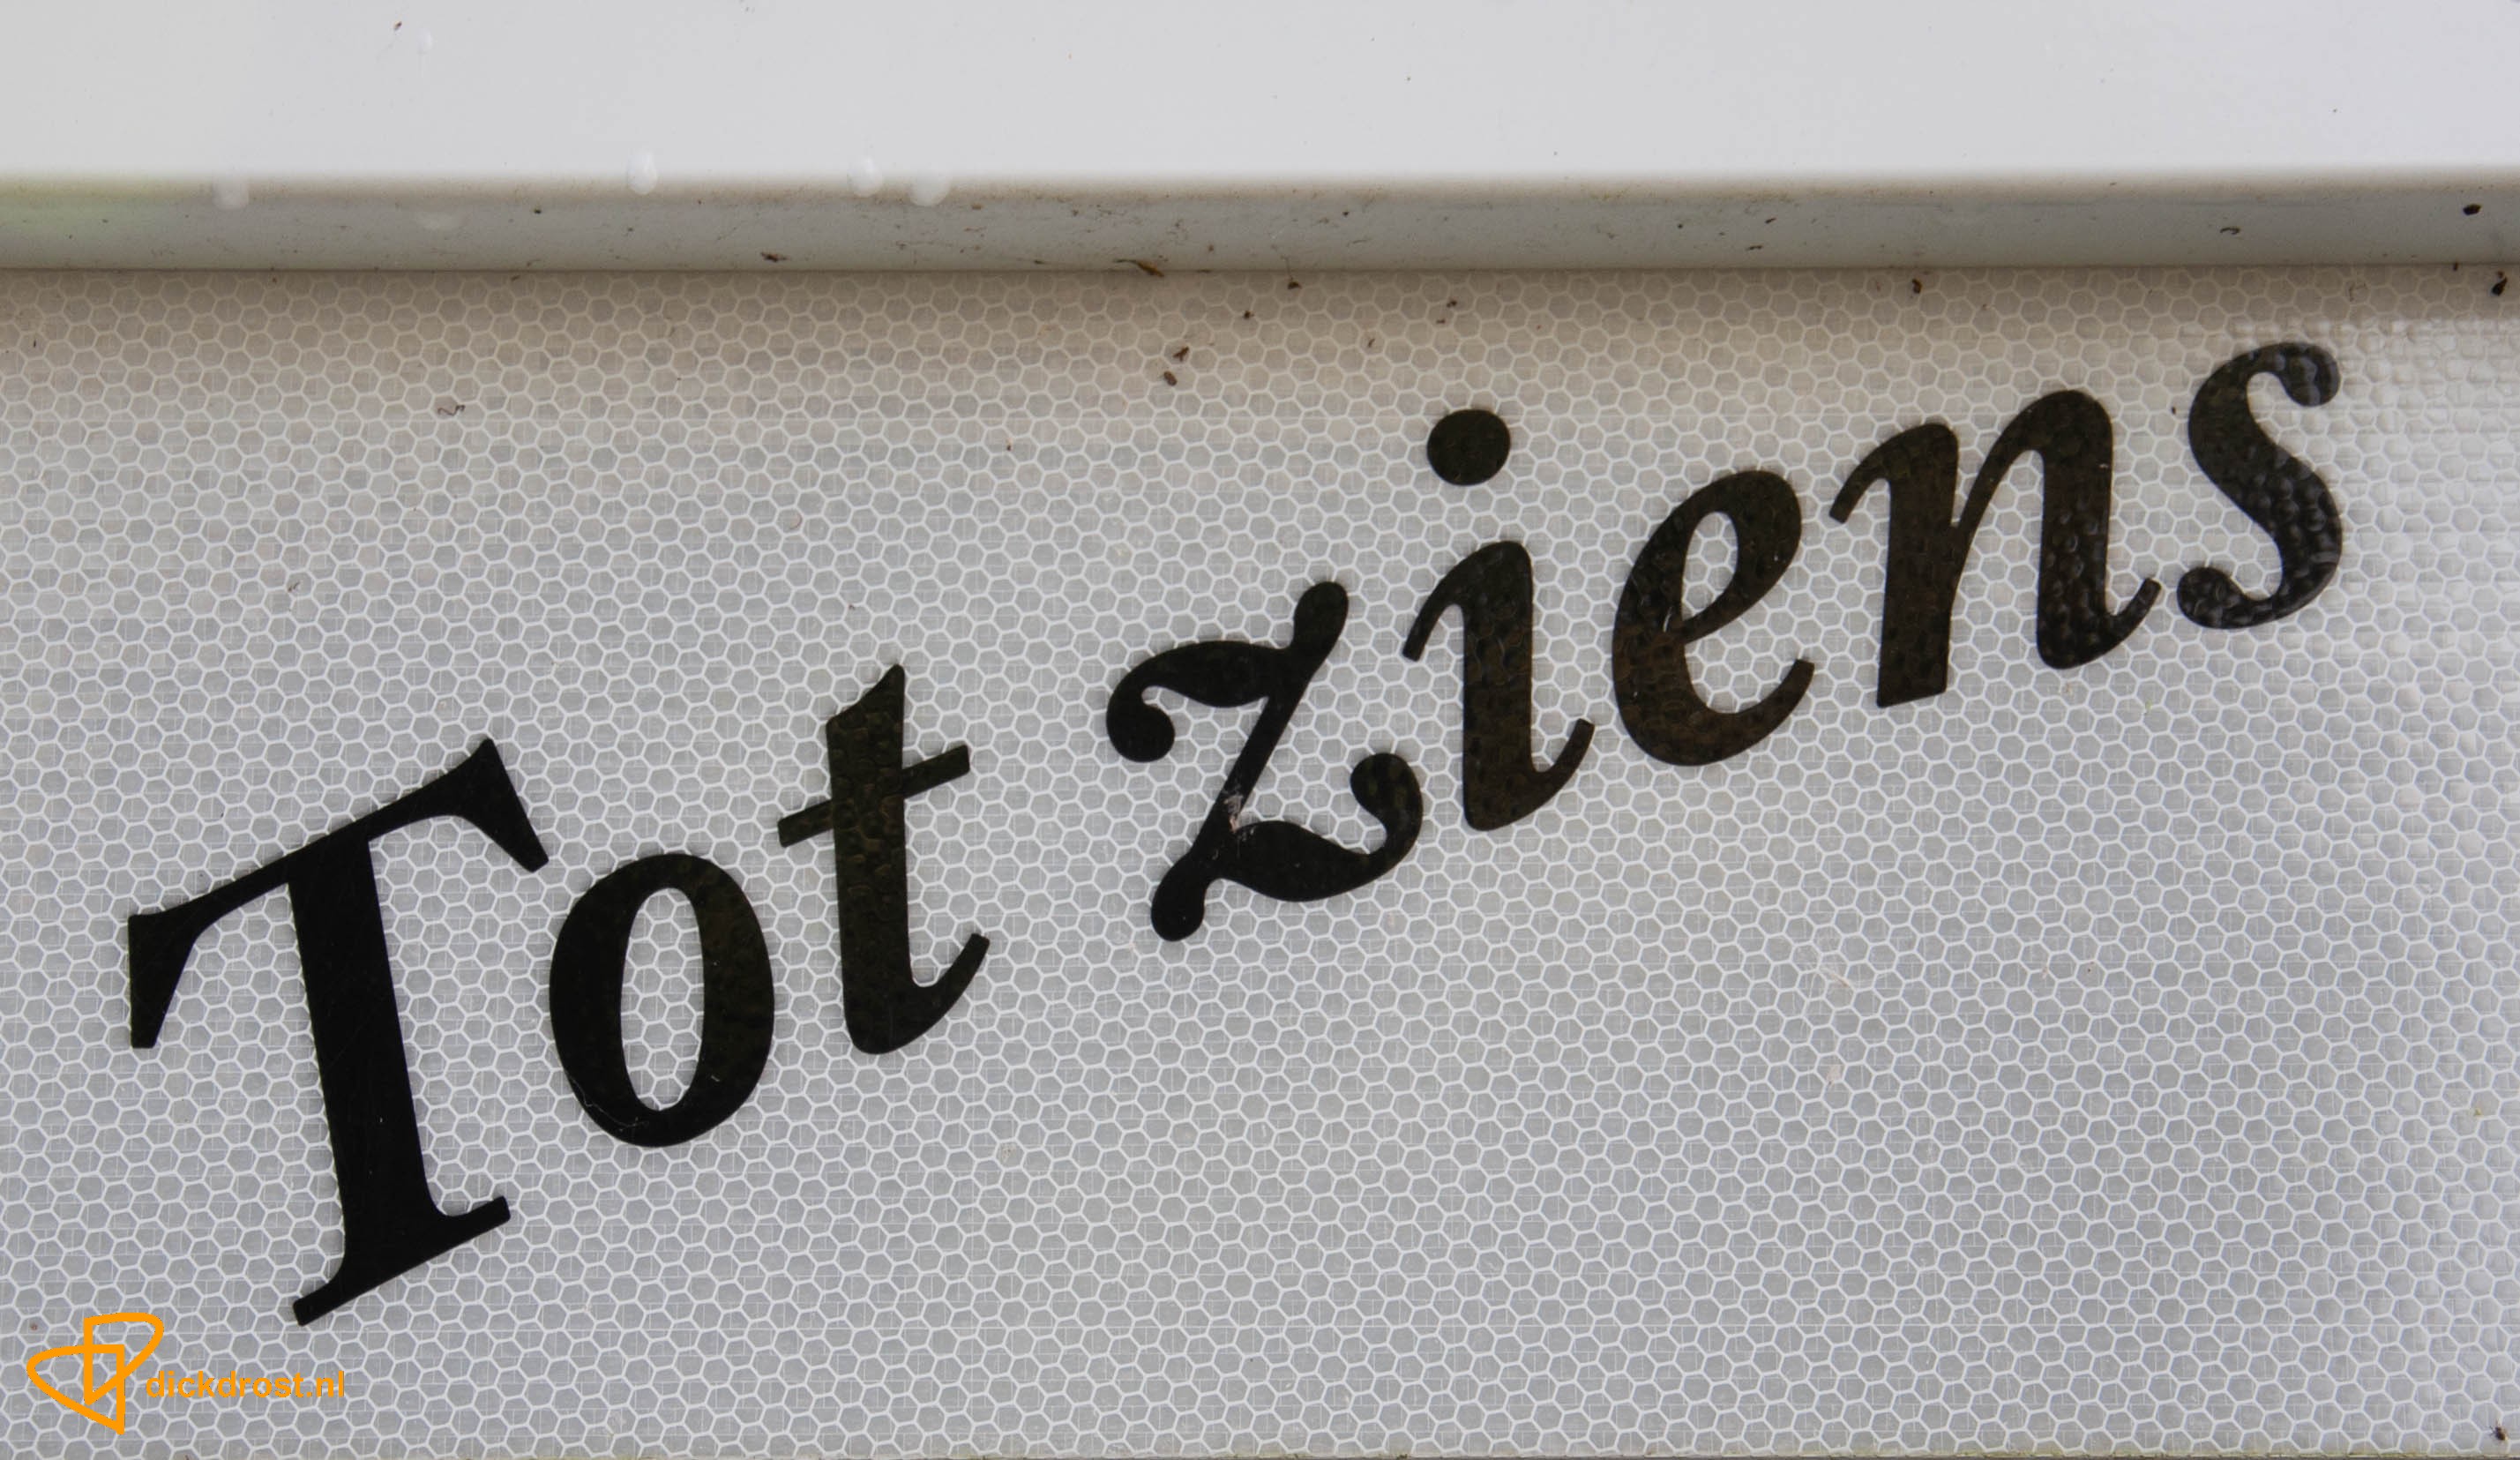 Tot ziens
dickdrost.nl